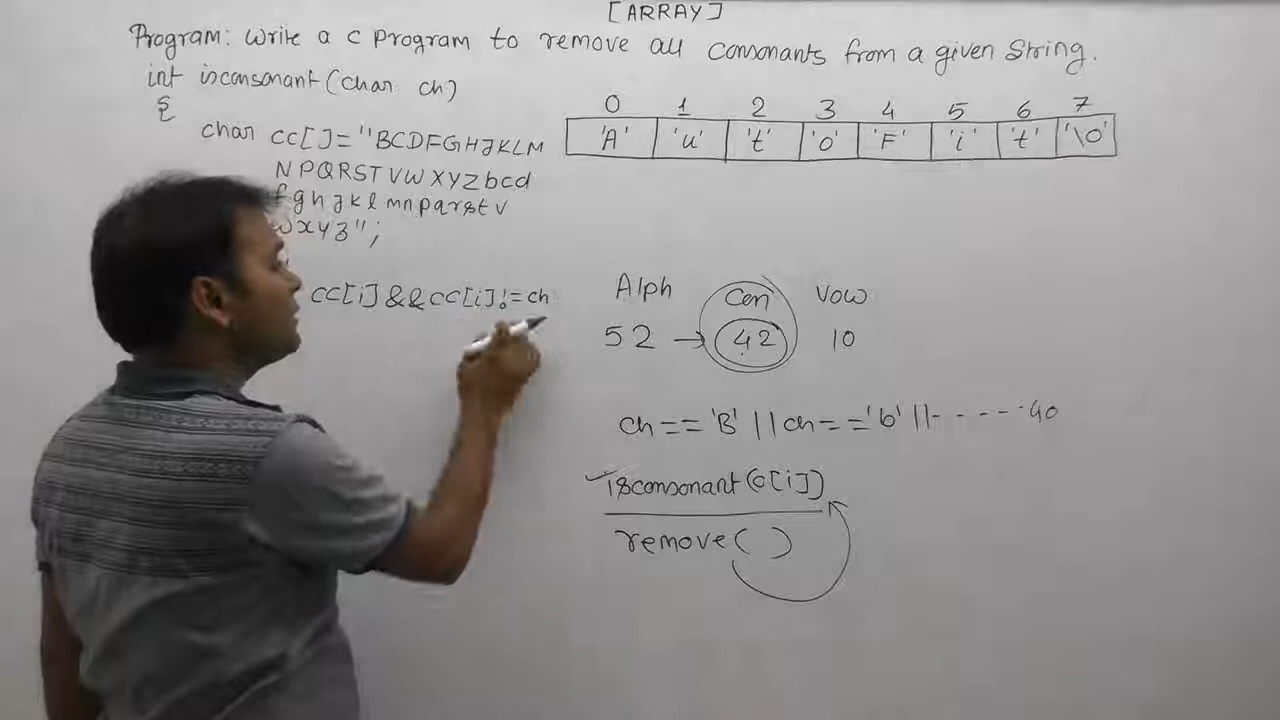 [ARRAY]
Program: Write a c program to remove all consonants from a given String.
int isconsonant(char ch)
{
char cc[]="BCDFGHJKLM
NPQRSTVWXYZbcd
fghjklmnpqrstv
wxyz";
cc[i]&&cc[i]!=ch
0 1 2 3 4 5 6 7
'A' 'u' 't' 'o' 'F' 'i' 't' '\0'
Alph Con Vow
52 → 42 10
ch=='B'||ch=='b'||-----40
isconsonant(c[i])
remove( )